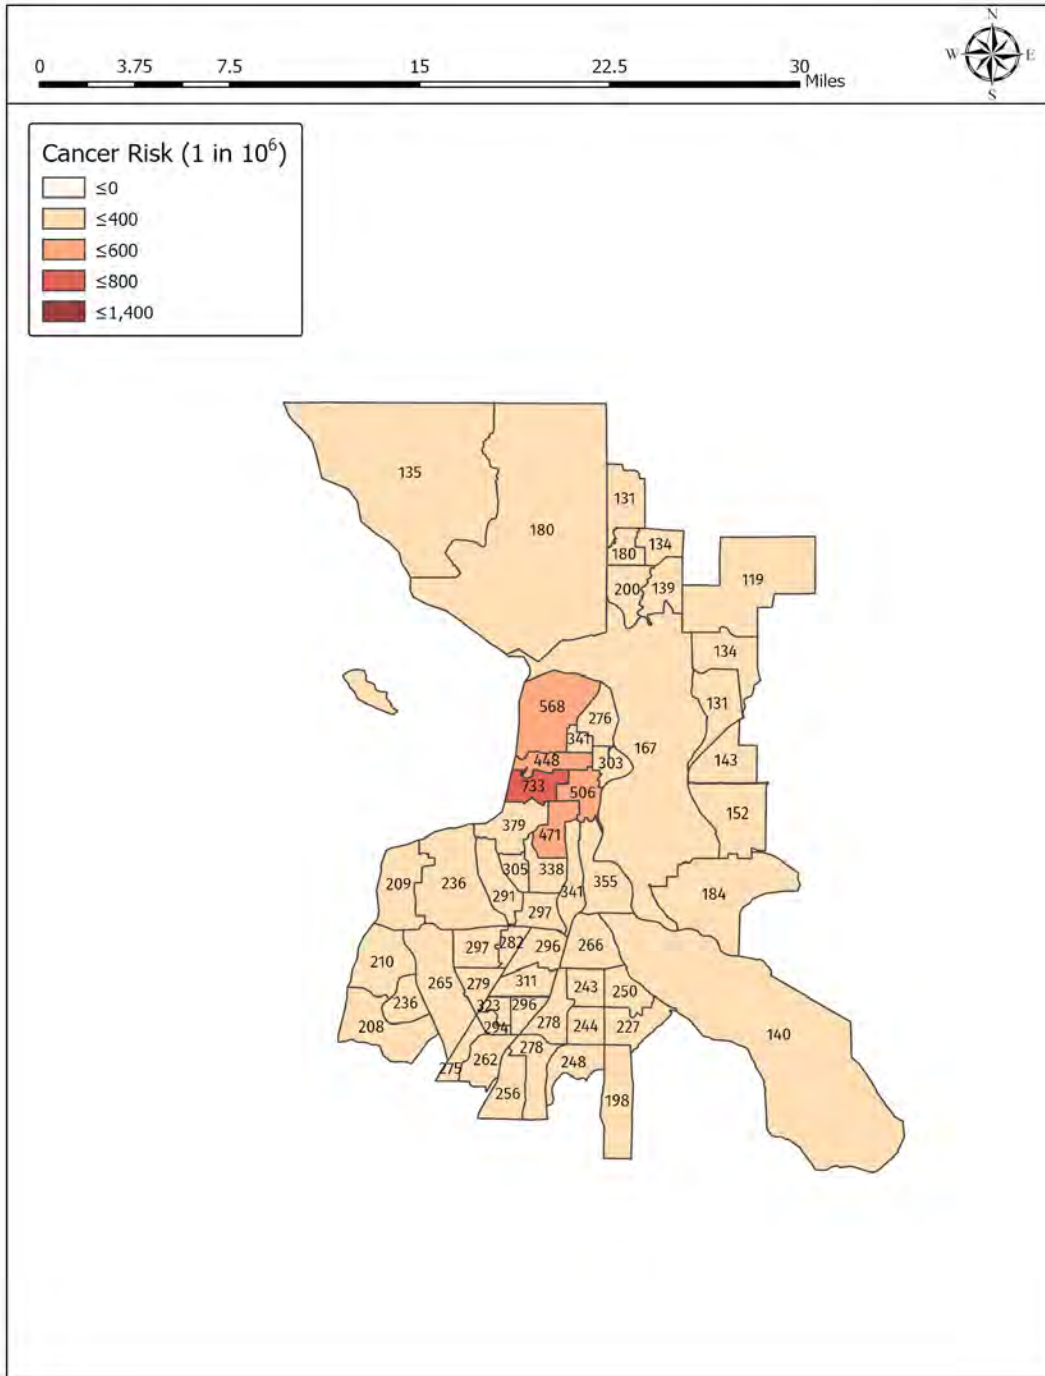 N
W E
S
0 3.75 7.5 15 22.5 30
Miles
Cancer Risk (1 in 10⁶)
≤0
≤400
≤600
≤800
≤1,400
135
131
180
180 134
119
200 139
134
568
131
276
341
167
448 303
143
733
506
152
379
471
305 338
209 236 355
291 341 184
297
297 282 296 266
210
265 279 311 243 250
236 323 296
208 294 278 244 227
140
275 262 278 248
256 198